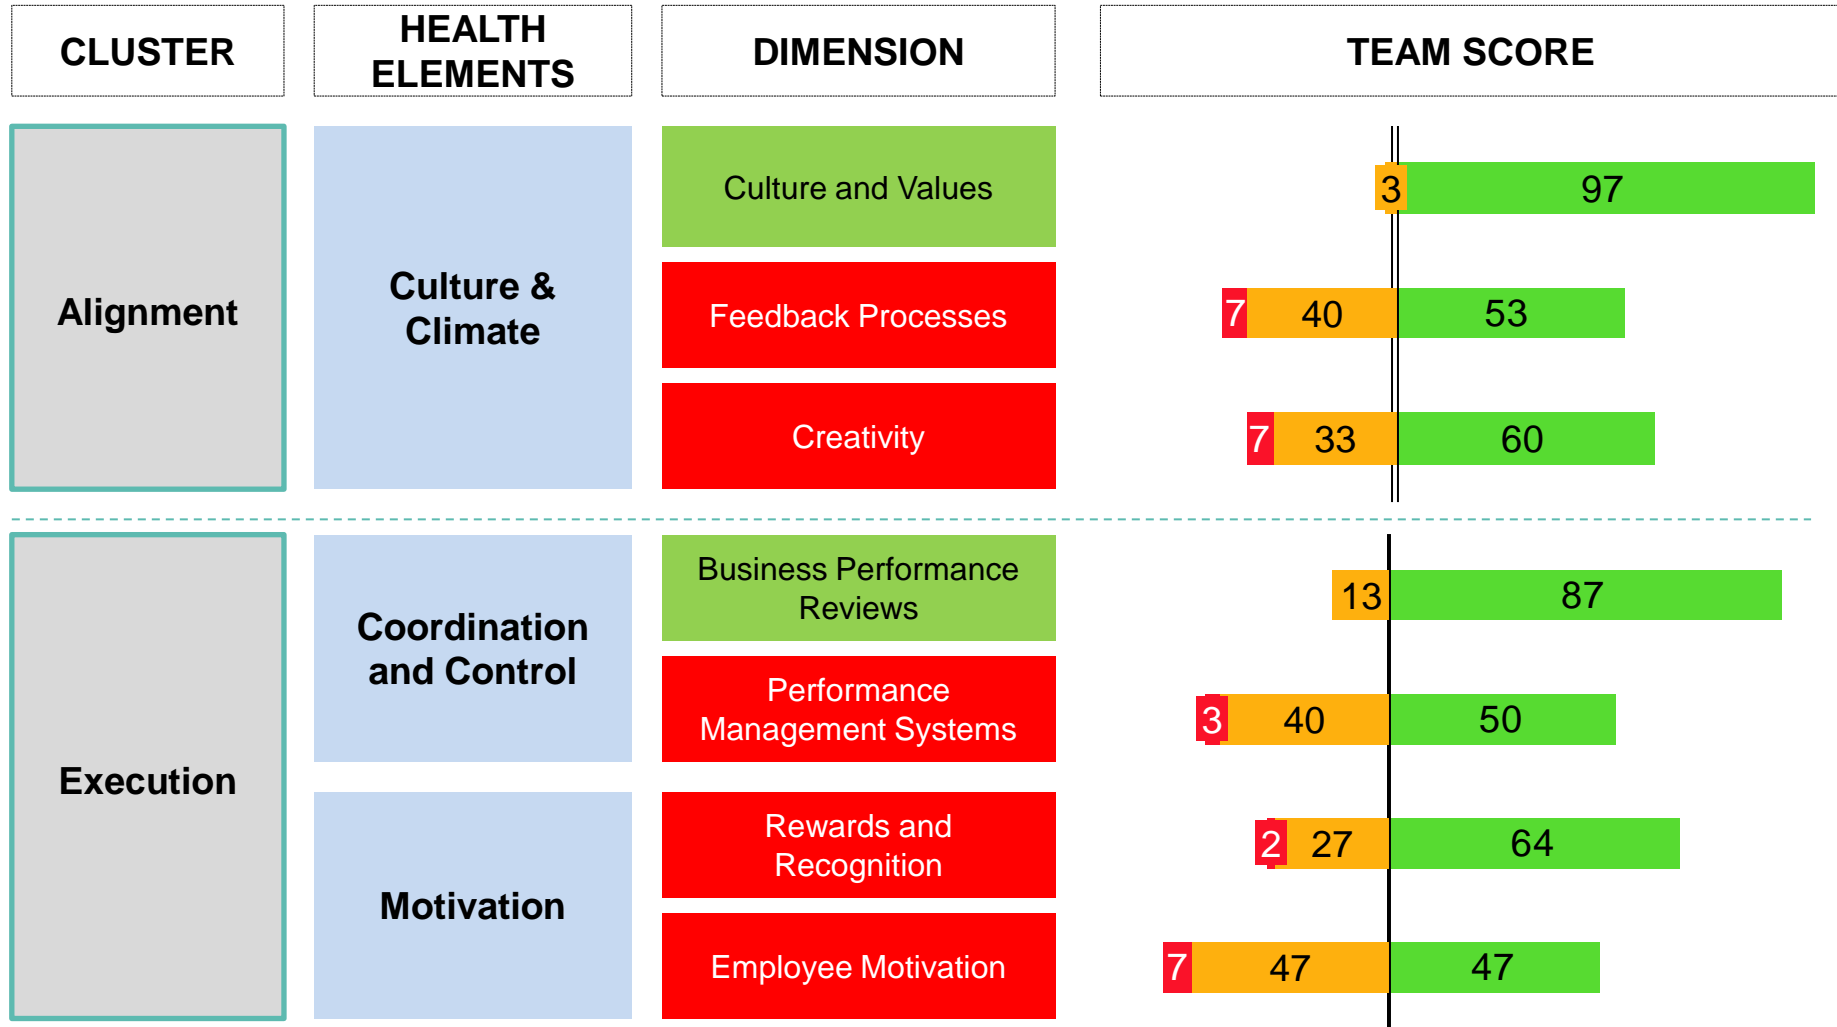 CLUSTER
HEALTH
ELEMENTS
DIMENSION
TEAM SCORE
Alignment
Culture &
Climate
Culture and Values
3 97
Feedback Processes
7 40 53
Creativity
7 33 60
Execution
Coordination
and Control
Business Performance
Reviews
13 87
Performance
Management Systems
3 40 50
Motivation
Rewards and
Recognition
2 27 64
Employee Motivation
7 47 47